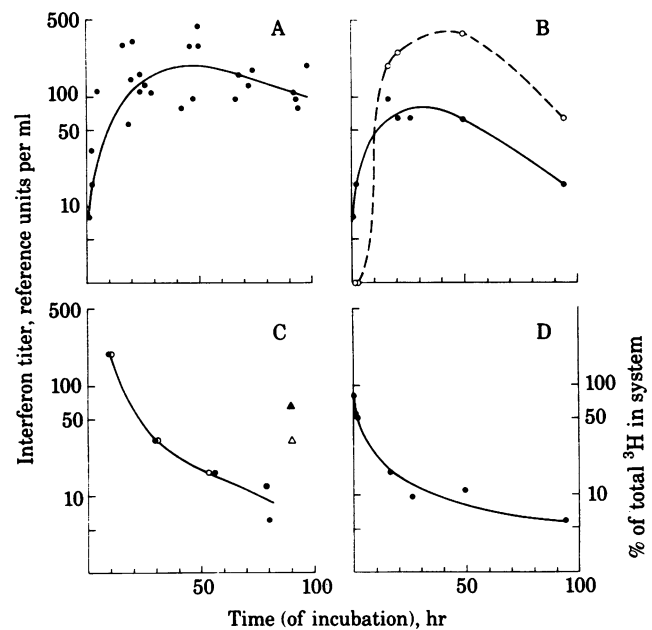 500
100
50
10
A
B
500
100
50
10
C
D
100
50
10
50
100
50
100
Interferon titer, reference units per ml
% of total ³H in system
Time (of incubation), hr